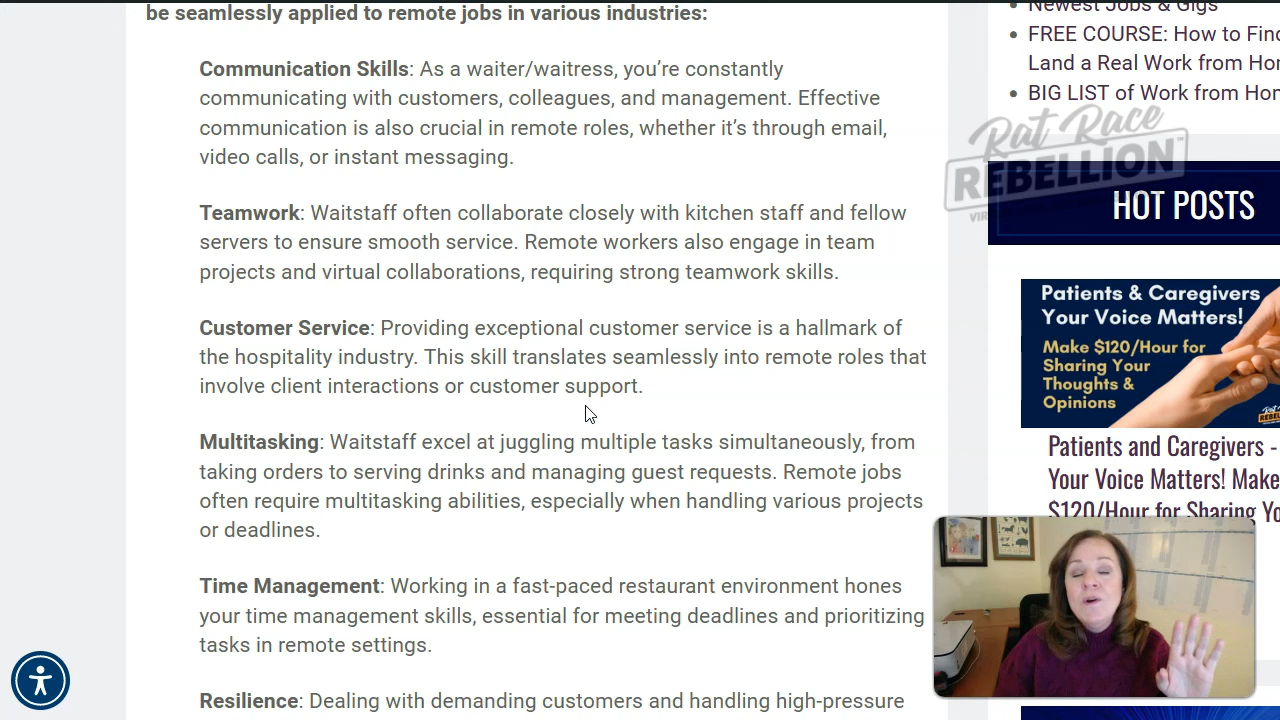 be seamlessly applied to remote jobs in various industries:
Communication Skills: As a waiter/waitress, you’re constantly
communicating with customers, colleagues, and management. Effective
communication is also crucial in remote roles, whether it’s through email,
video calls, or instant messaging.
Teamwork: Waitstaff often collaborate closely with kitchen staff and fellow
servers to ensure smooth service. Remote workers also engage in team
projects and virtual collaborations, requiring strong teamwork skills.
Customer Service: Providing exceptional customer service is a hallmark of
the hospitality industry. This skill translates seamlessly into remote roles that
involve client interactions or customer support.
Multitasking: Waitstaff excel at juggling multiple tasks simultaneously, from
taking orders to serving drinks and managing guest requests. Remote jobs
often require multitasking abilities, especially when handling various projects
or deadlines.
Time Management: Working in a fast-paced restaurant environment hones
your time management skills, essential for meeting deadlines and prioritizing
tasks in remote settings.
Resilience: Dealing with demanding customers and handling high-pressure
Newest Jobs & Gigs
FREE COURSE: How to Find
Land a Real Work from Hom
BIG LIST of Work from Hom
Rat Race
REBELLION™
VIR
HOT POSTS
Patients & Caregivers
Your Voice Matters!
Make $120/Hour for
Sharing Your
Thoughts &
Opinions
Patients and Caregivers -
Your Voice Matters! Make
$120/Hour for Sharing Yo